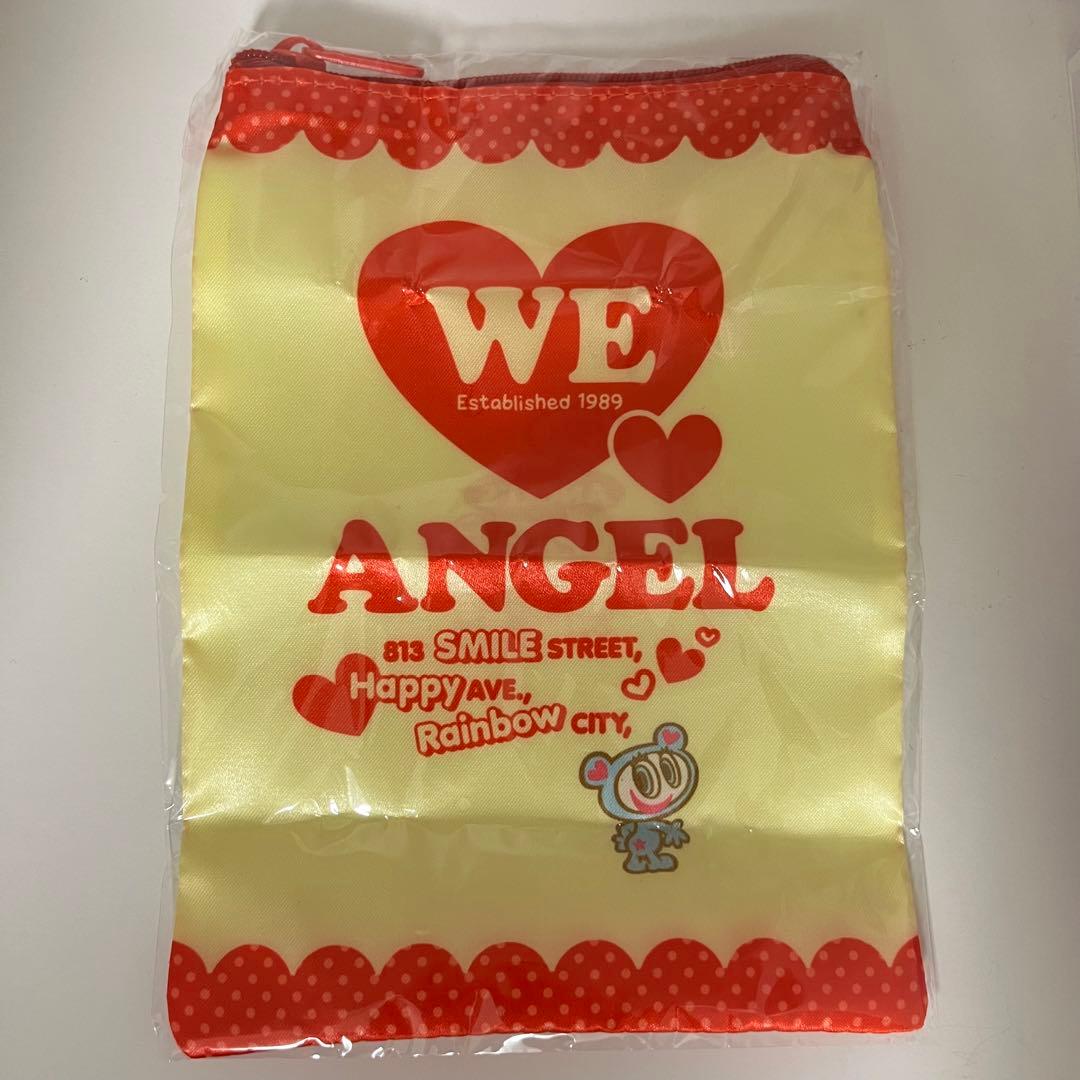 WE
Established 1989
ANGEL
813 SMILE STREET,
Happy AVE.,
Rainbow CITY,